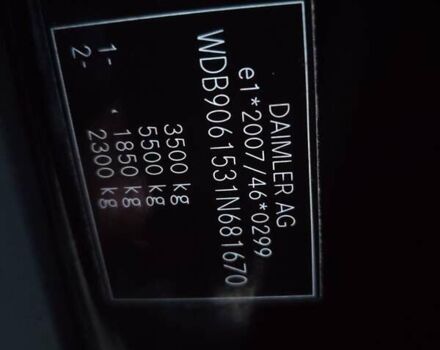 DAIMLER AG
e1*2007/46*0299
WDB9061531N681670
3500 kg
5500 kg
1- 1850 kg
2- 2300 kg